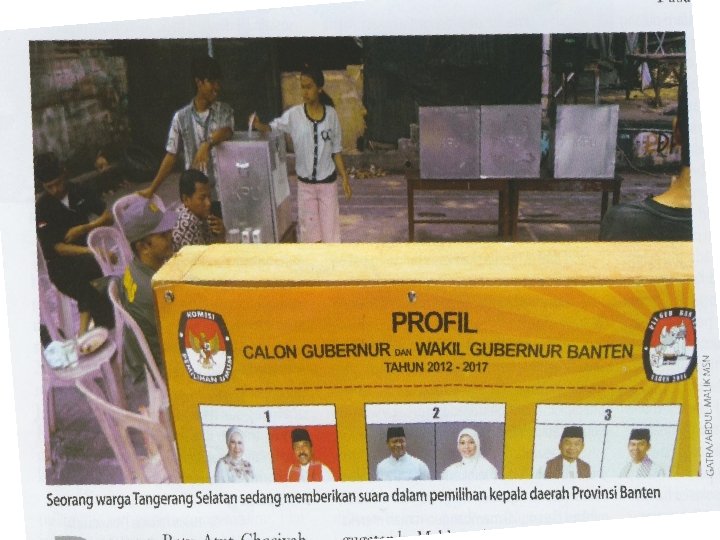 KOMISI
PEMILIHAN UMUM
PROFIL
CALON GUBERNUR DAN WAKIL GUBERNUR BANTEN
TAHUN 2012 - 2017
1
2
3
GATRA/ABDUL MALIK MSN
Seorang warga Tangerang Selatan sedang memberikan suara dalam pemilihan kepala daerah Provinsi Banten